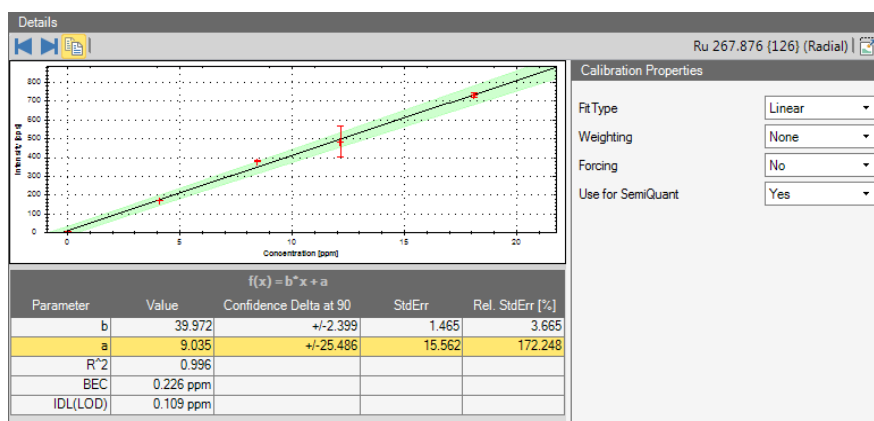 Details
Ru 267.876 {126} (Radial)
Calibration Properties
Fit Type Linear
Weighting None
Forcing No
Use for SemiQuant Yes
Intensity [cps]
800
700
600
500
400
300
200
100
0
0 5 10 15 20
Concentration [ppm]
f(x) = b*x + a
Parameter Value Confidence Delta at 90 StdErr Rel. StdErr [%]
b 39.972 +/-2.399 1.465 3.665
a 9.035 +/-25.486 15.562 172.248
R^2 0.996
BEC 0.226 ppm
IDL(LOD) 0.109 ppm